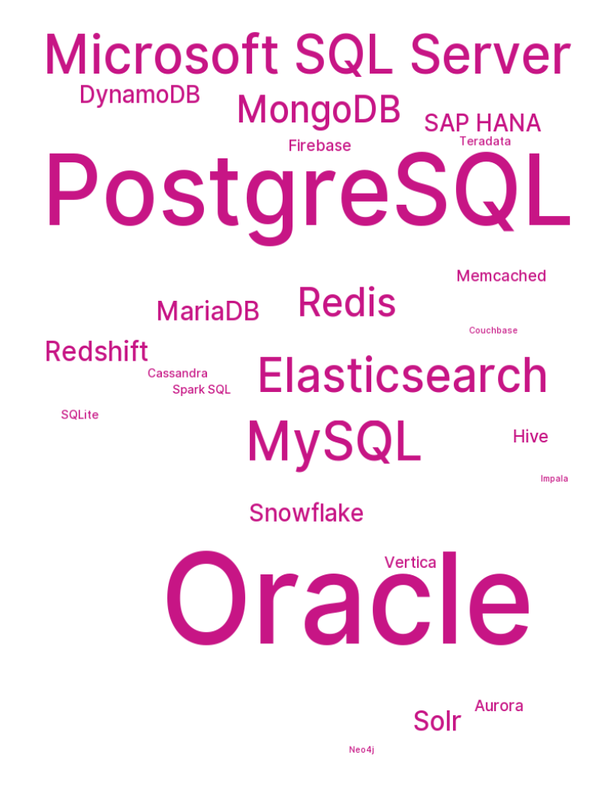 Microsoft SQL Server
DynamoDB
MongoDB
SAP HANA
Teradata
Firebase
PostgreSQL
Memcached
Redis
MariaDB
Couchbase
Redshift
Cassandra
Elasticsearch
Spark SQL
SQLite
MySQL
Hive
Impala
Snowflake
Vertica
Oracle
Aurora
Solr
Neo4j